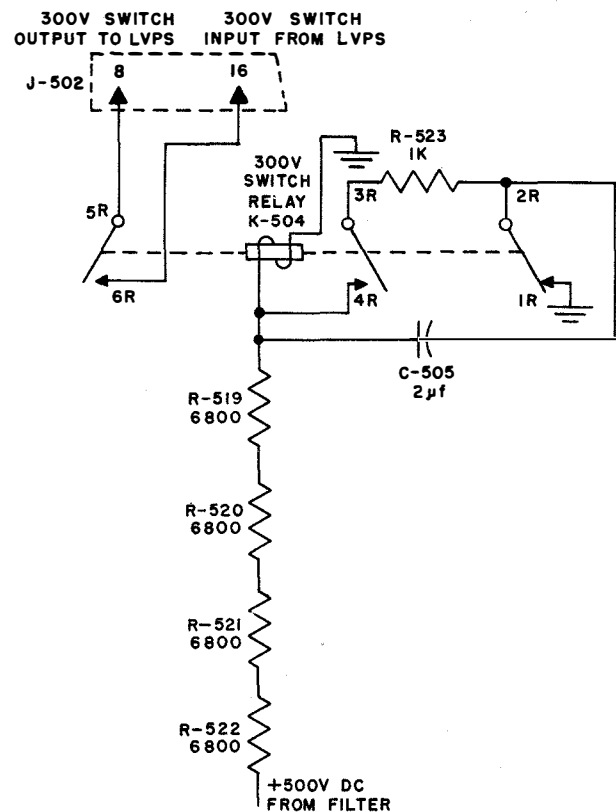 300V SWITCH
OUTPUT TO LVPS
300V SWITCH
INPUT FROM LVPS
J-502
8
16
R-523
1K
300V
SWITCH
RELAY
K-504
3R
2R
5R
6R
4R
1R
C-505
2µf
R-519
6800
R-520
6800
R-521
6800
R-522
6800
+500V DC
FROM FILTER